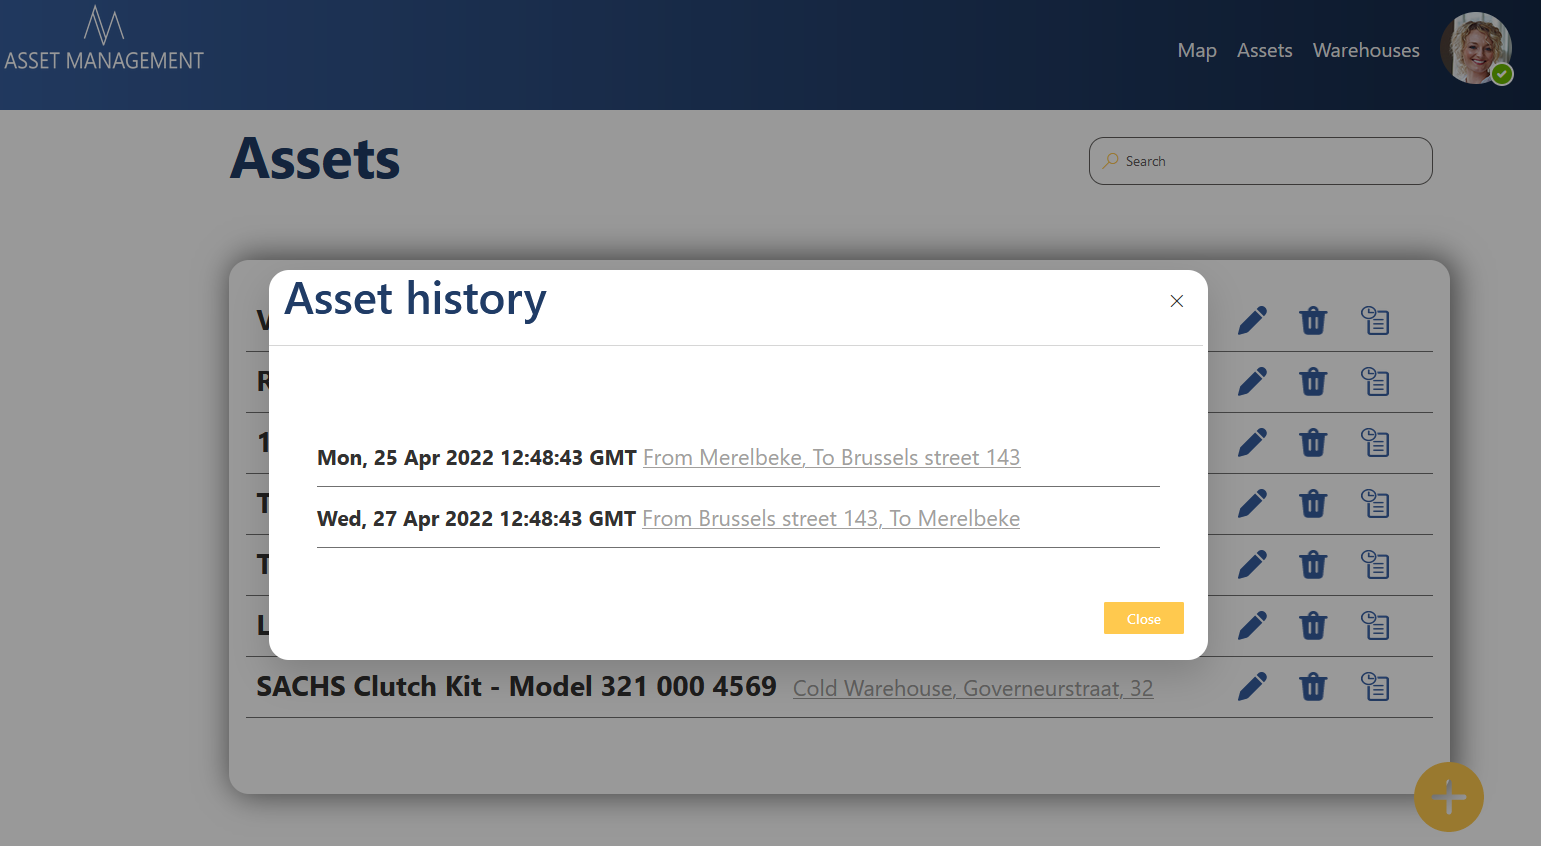 ASSET MANAGEMENT
Map Assets Warehouses
Assets
Search
Asset history
Mon, 25 Apr 2022 12:48:43 GMT From Merelbeke, To Brussels street 143
Wed, 27 Apr 2022 12:48:43 GMT From Brussels street 143, To Merelbeke
Close
SACHS Clutch Kit - Model 321 000 4569 Cold Warehouse, Governeurstraat, 32